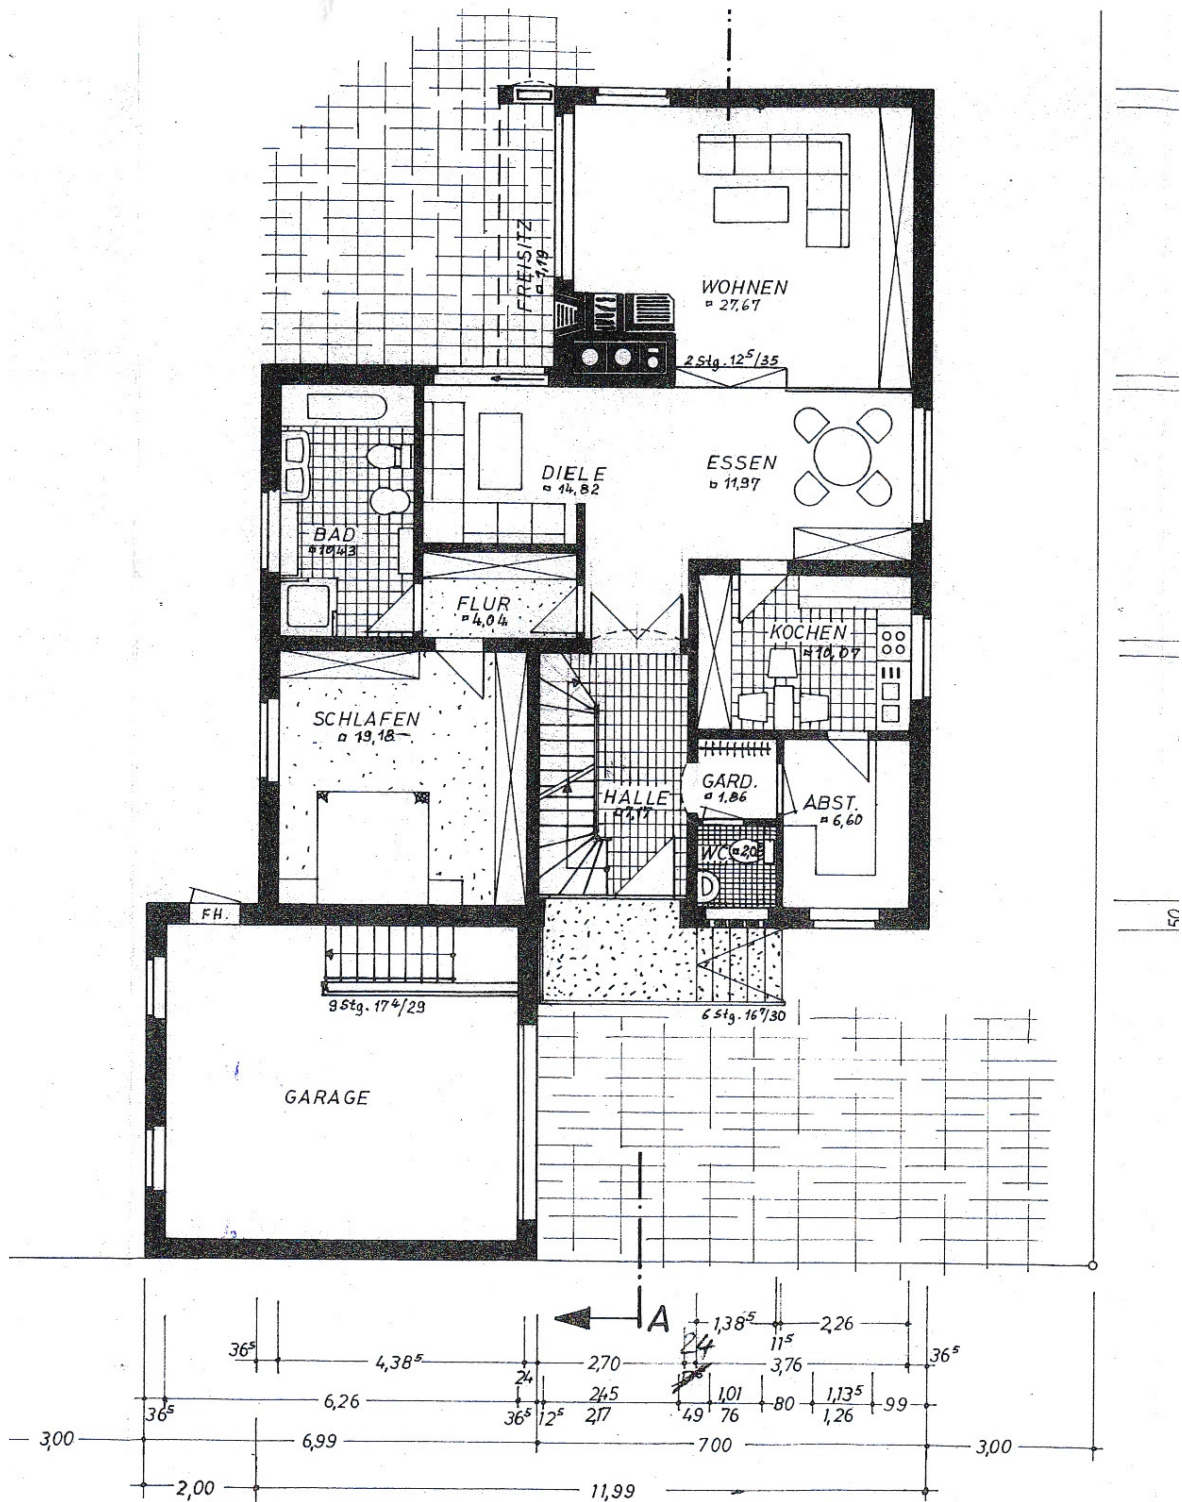 FREISITZ
WOHNEN
¤ 27,67
2 Stg. 12⁵/35
DIELE
¤ 14,82
ESSEN
¤ 11,97
BAD
¤ 10,43
FLUR
¤ 4,04
KOCHEN
¤ 10,07
SCHLAFEN
¤ 19,18
HALLE
¤ 7,17
GARD.
¤ 1,86
ABST.
¤ 6,60
WC
FH.
9 Stg. 17⁴/29
6 Stg. 16⁷/30
50
GARAGE
A
1,38⁵
11⁵
2,26
36⁵
4,38⁵
24
2,70
24
3,76
36⁵
36⁵
6,26
36⁵
12⁵
2,45
2,17
49
1,01
76
80
1,13⁵
1,26
99
3,00
6,99
7,00
3,00
2,00
11,99